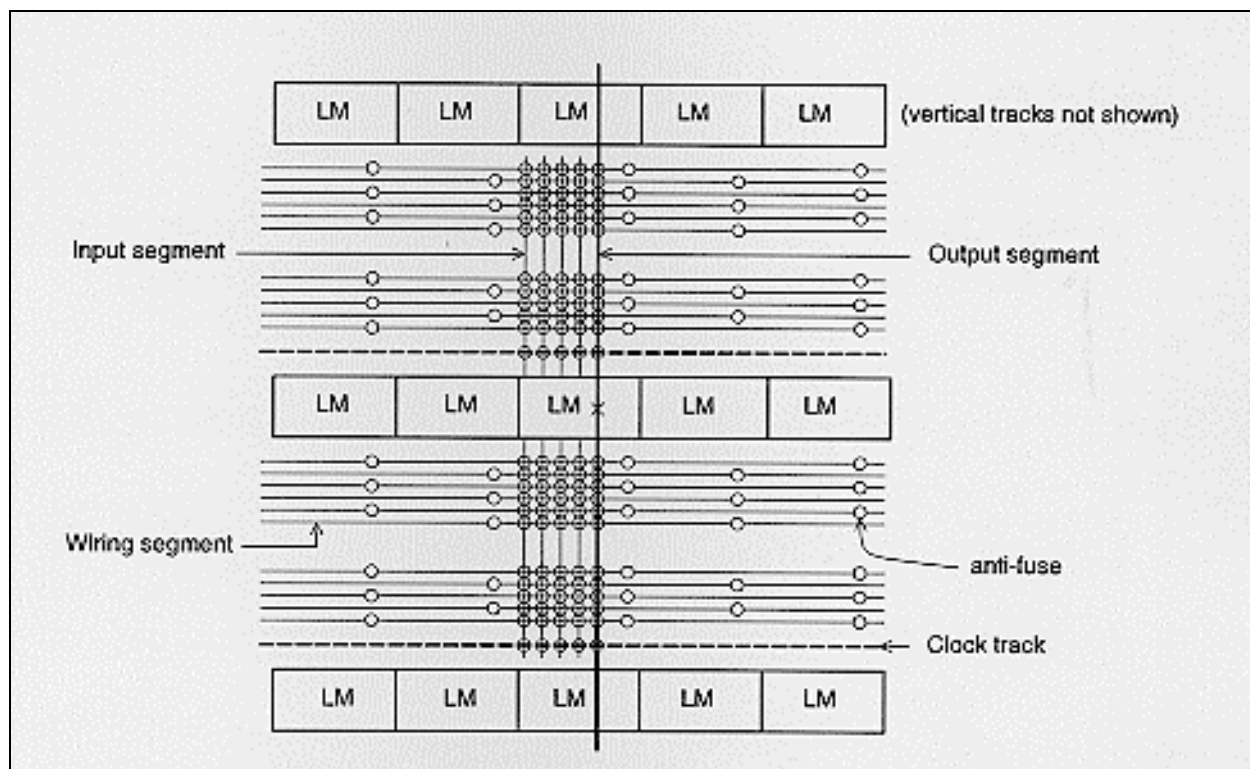 LM LM LM LM LM (vertical tracks not shown)
Input segment
Output segment
LM LM LM LM LM
Wiring segment
anti-fuse
Clock track
LM LM LM LM LM